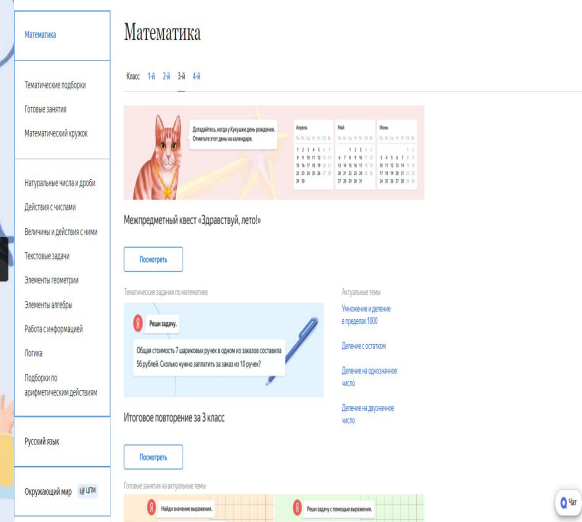 Математика
Тематические подборки
Готовые занятия
Математический кружок
Натуральные числа и дроби
Действия с числами
Величины и действия с ними
Текстовые задачи
Элементы геометрии
Элементы алгебры
Работа с информацией
Логика
Подборки по
арифметическим действиям
Русский язык
Окружающий мир ЦПМ
Математика
Класс 1-й 2-й 3-й 4-й
Догадайтесь, когда у Кукушки день рождения.
Отметьте этот день на календаре.
Апрель Май Июнь
Межпредметный квест «Здравствуй, лето!»
Посмотреть
Тематические задания по математике
Я Реши задачу.
Общая стоимость 7 шариковых ручек в одном из заказов составила
56 рублей. Сколько нужно заплатить за заказ из 10 ручек?
Итоговое повторение за 3 класс
Посмотреть
Актуальные темы
Умножение и деление
в пределах 1000
Деление с остатком
Деление на однозначное
число
Деление на двузначное
число
Готовые занятия на актуальные темы
Я Найди значение выражения.
Я Реши задачу с помощью выражения.
Чат